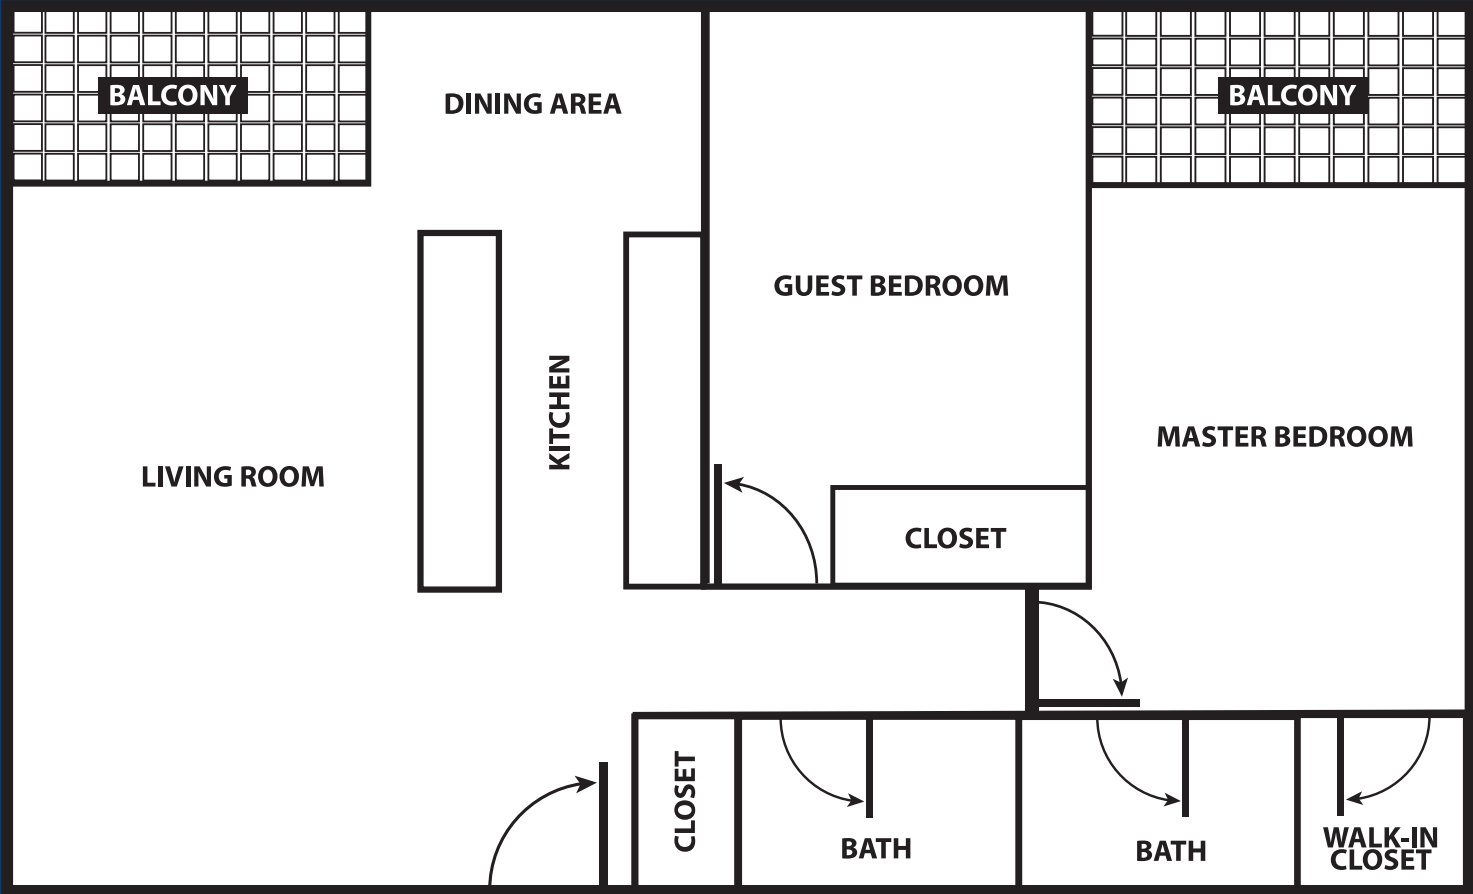 BALCONY
DINING AREA
BALCONY
GUEST BEDROOM
KITCHEN
MASTER BEDROOM
LIVING ROOM
CLOSET
CLOSET
BATH
BATH
WALK-IN
CLOSET